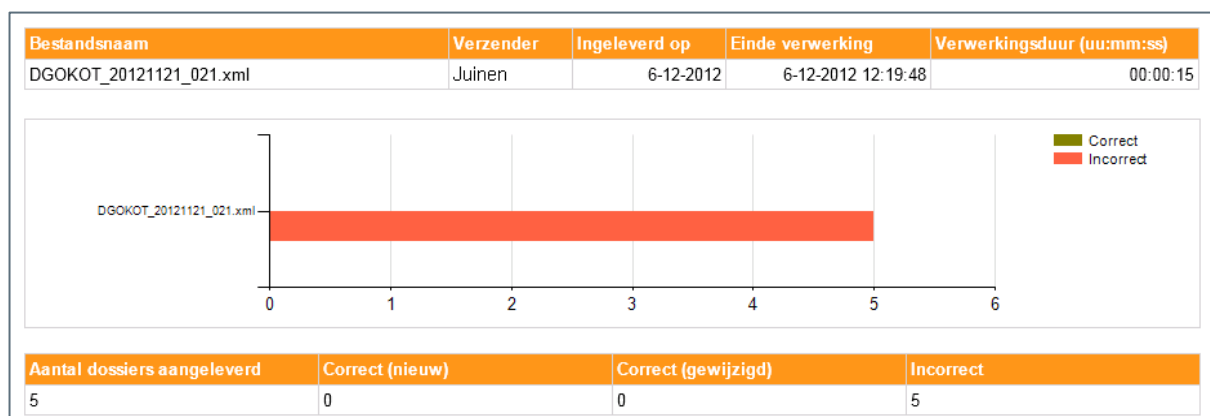 Bestandsnaam Verzender Ingeleverd op Einde verwerking Verwerkingsduur (uu:mm:ss)
DGOKOT_20121121_021.xml Juinen 6-12-2012 6-12-2012 12:19:48 00:00:15
Correct
Incorrect
DGOKOT_20121121_021.xml
0 1 2 3 4 5 6
Aantal dossiers aangeleverd Correct (nieuw) Correct (gewijzigd) Incorrect
5 0 0 5